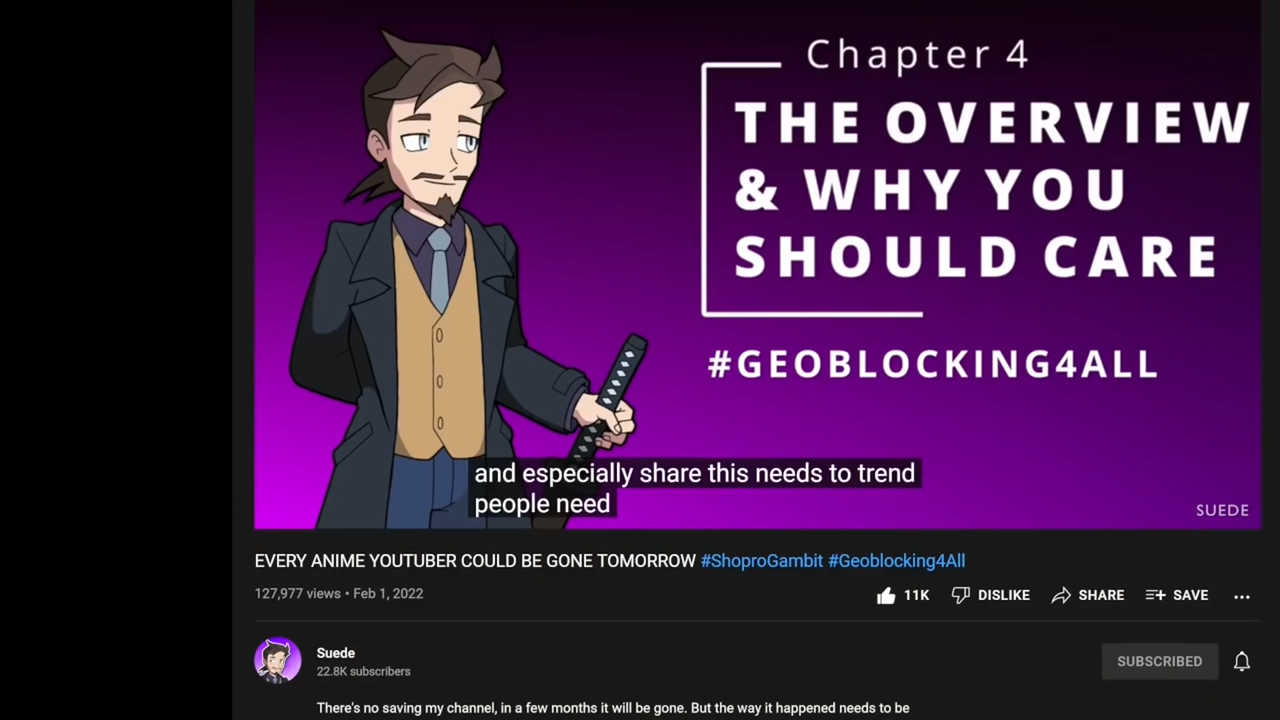 Chapter 4
THE OVERVIEW
& WHY YOU
SHOULD CARE
#GEOBLOCKING4ALL
and especially share this needs to trend
people need
SUEDE
EVERY ANIME YOUTUBER COULD BE GONE TOMORROW #ShoproGambit #Geoblocking4All
127,977 views • Feb 1, 2022
11K DISLIKE SHARE SAVE ...
Suede
22.8K subscribers
SUBSCRIBED
There's no saving my channel, in a few months it will be gone. But the way it happened needs to be